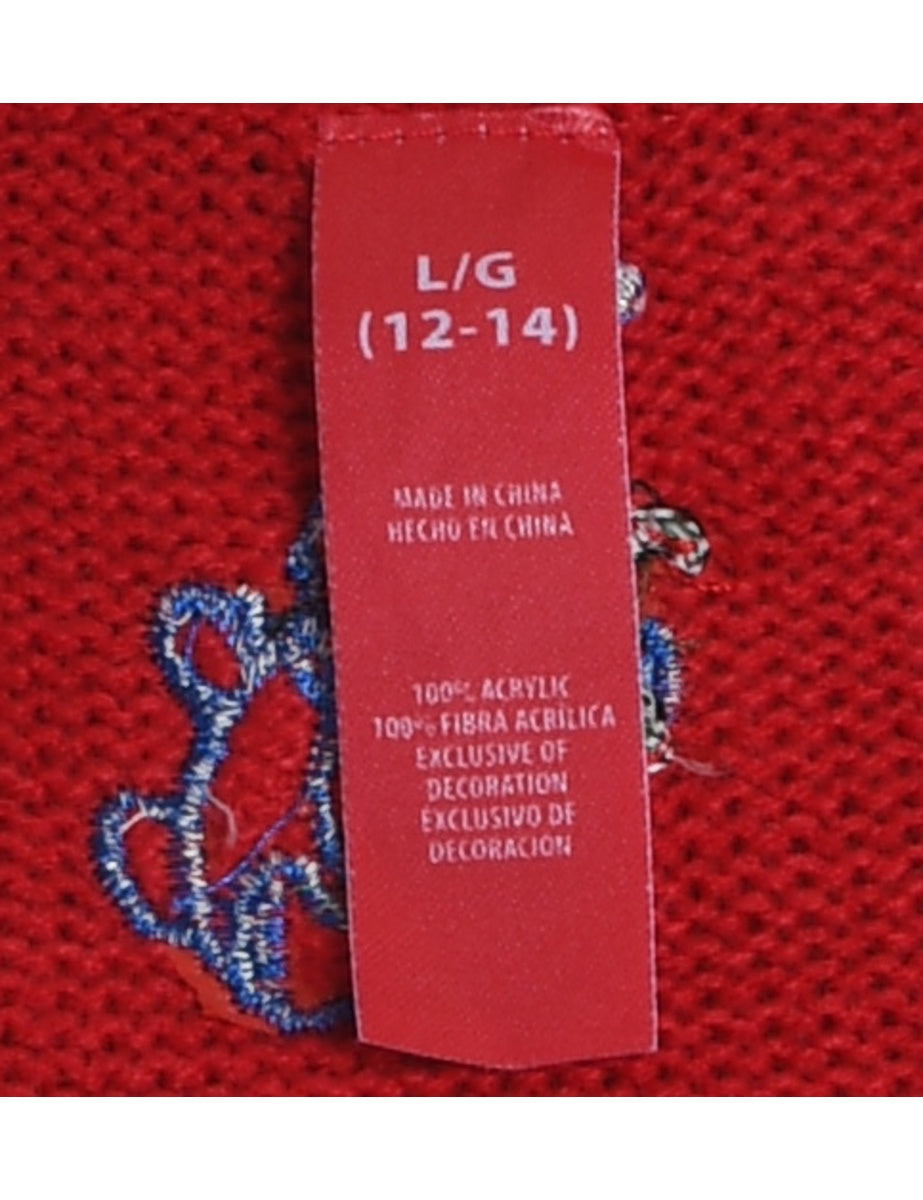 L/G
(12-14)
MADE IN CHINA
HECHO EN CHINA
100% ACRYLIC
100% FIBRA ACRILICA
EXCLUSIVE OF
DECORATION
EXCLUSIVO DE
DECORACION